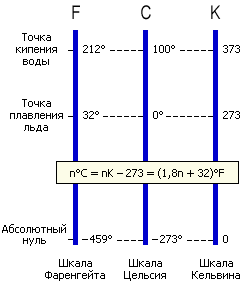 F C K
Точка
кипения
воды
212° 100° 373
Точка
плавления
льда
32° 0° 273
n°C = nK – 273 = (1,8n + 32)°F
Абсолютный
нуль
–459° –273° 0
Шкала Шкала Шкала
Фаренгейта Цельсия Кельвина